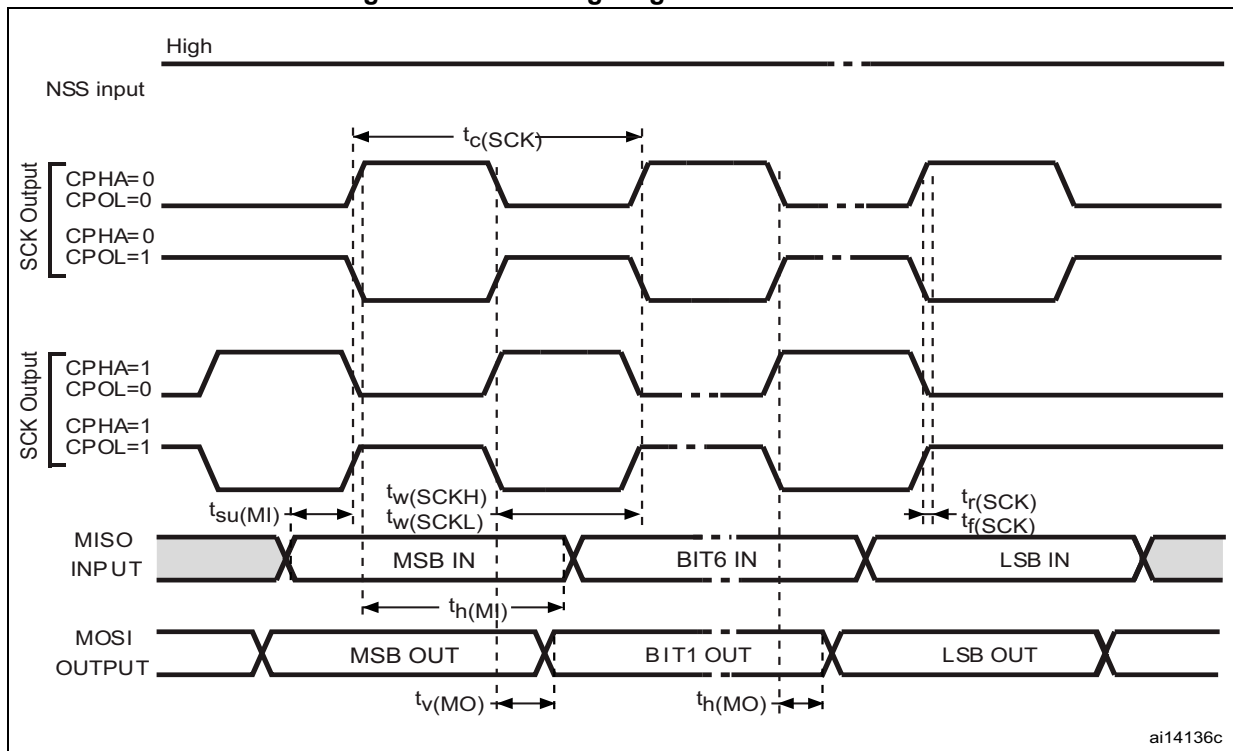 High
NSS input
tc(SCK)
SCK Output
CPHA=0
CPOL=0
CPHA=0
CPOL=1
SCK Output
CPHA=1
CPOL=0
CPHA=1
CPOL=1
tsu(MI)
tw(SCKH)
tw(SCKL)
tr(SCK)
tf(SCK)
MISO
INPUT
MSB IN
BIT6 IN
LSB IN
th(MI)
MOSI
OUTPUT
MSB OUT
BIT1 OUT
LSB OUT
tv(MO)
th(MO)
ai14136c